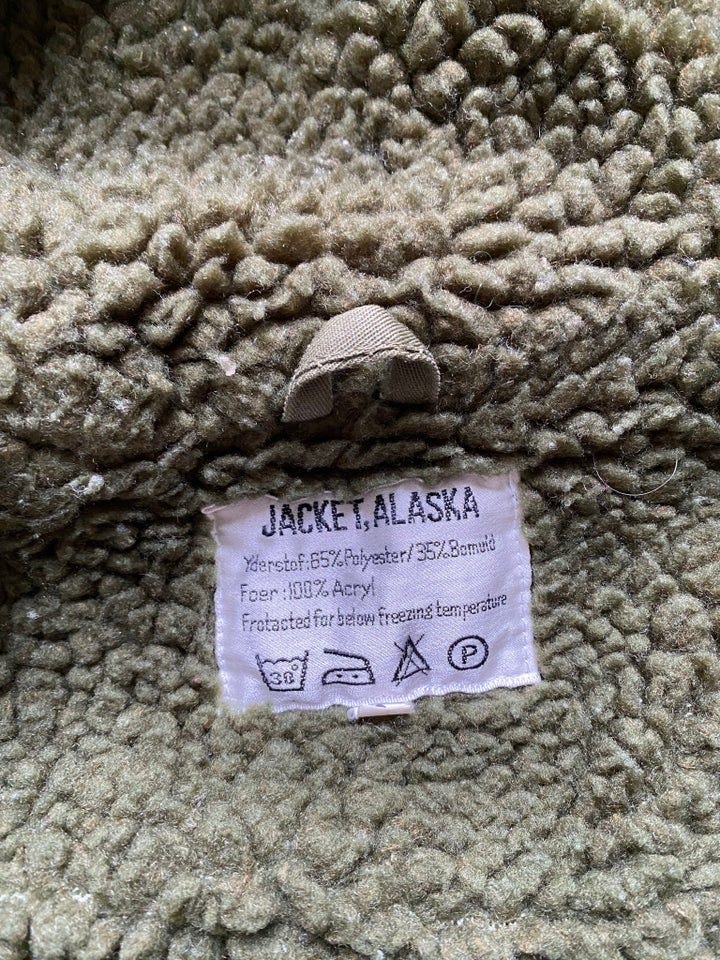 JACKET, ALASKA
Yderstof: 65% Polyester/ 35% Bomuld
Foer : 100% Acryl
Frotacted for below freezing temperature
30° P